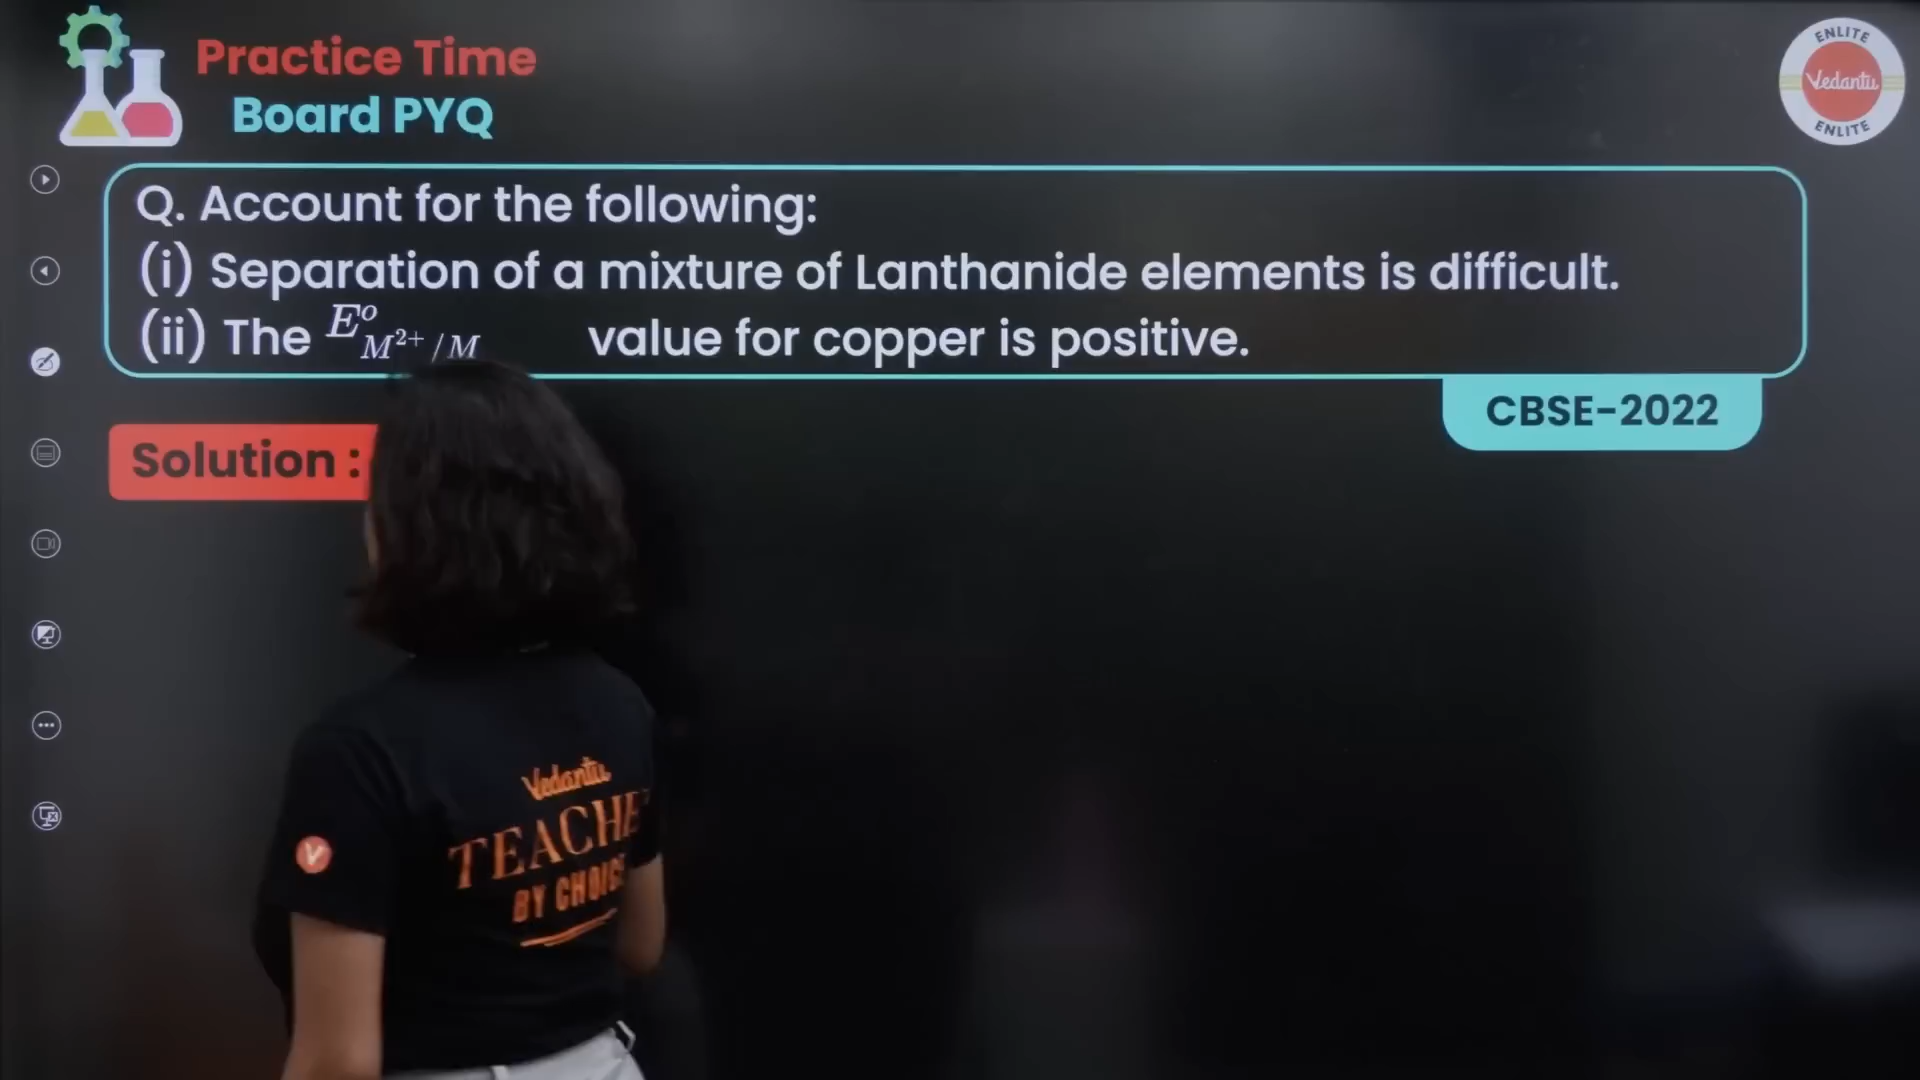 Practice Time
Board PYQ
ENLITE
Vedantu
ENLITE
Q. Account for the following:
(i) Separation of a mixture of Lanthanide elements is difficult.
(ii) The E°M²⁺/M value for copper is positive.
CBSE-2022
Solution :
Vedantu
TEACHE
BY CHOICE
V